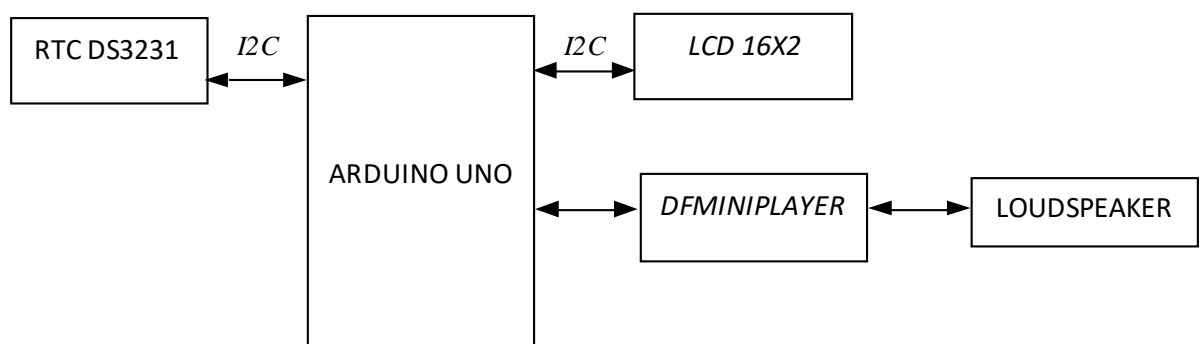 RTC DS3231
I2C
I2C
LCD 16X2
ARDUINO UNO
DFMINIPLAYER
LOUDSPEAKER